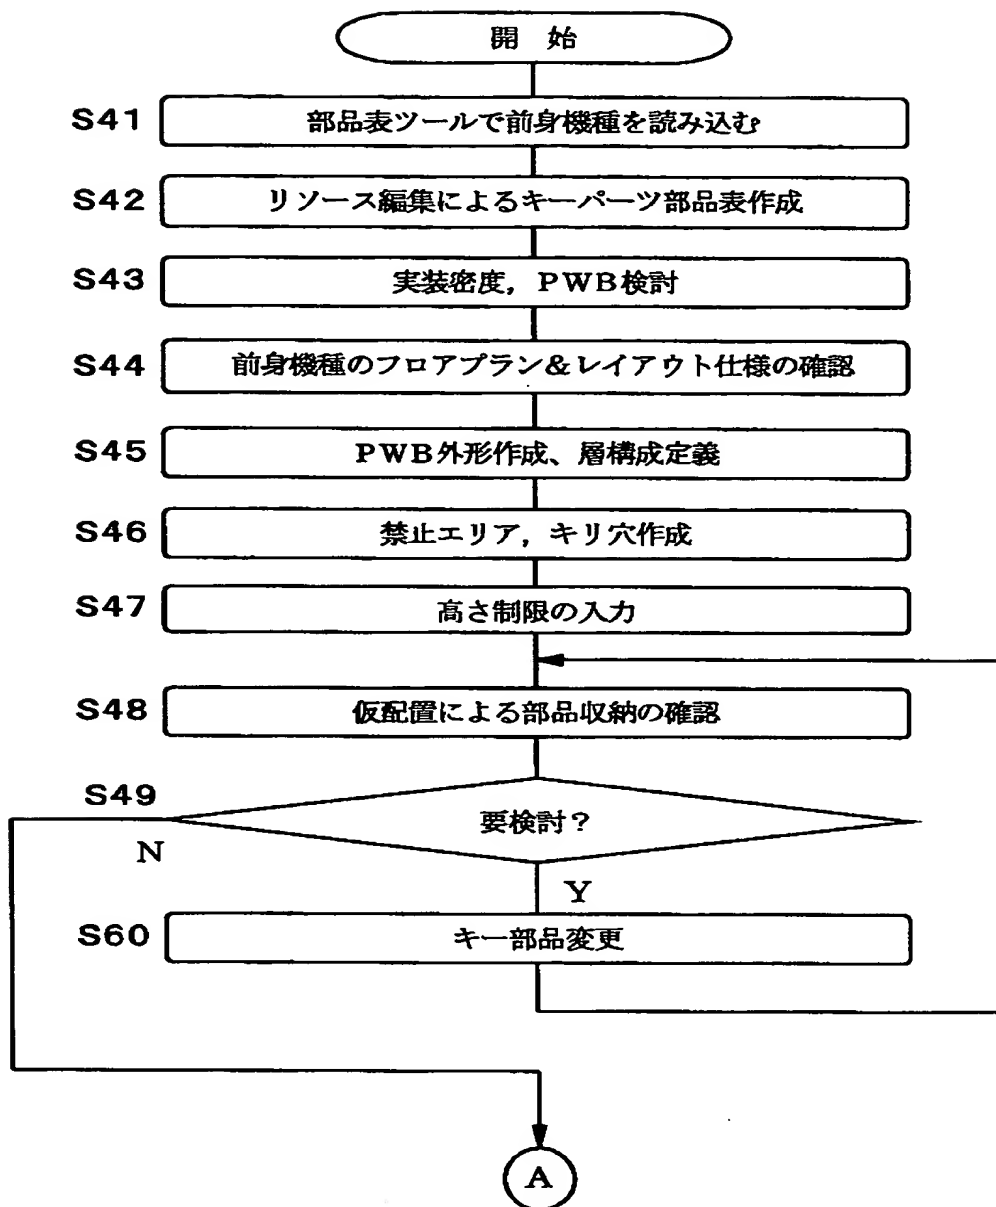 開 始
S41 部品表ツールで前身機種を読み込む
S42 リソース編集によるキーパーツ部品表作成
S43 実装密度，PWB検討
S44 前身機種のフロアプラン＆レイアウト仕様の確認
S45 PWB外形作成、層構成定義
S46 禁止エリア，キリ穴作成
S47 高さ制限の入力
S48 仮配置による部品収納の確認
S49 要検討？
N
Y
S60 キー部品変更
A